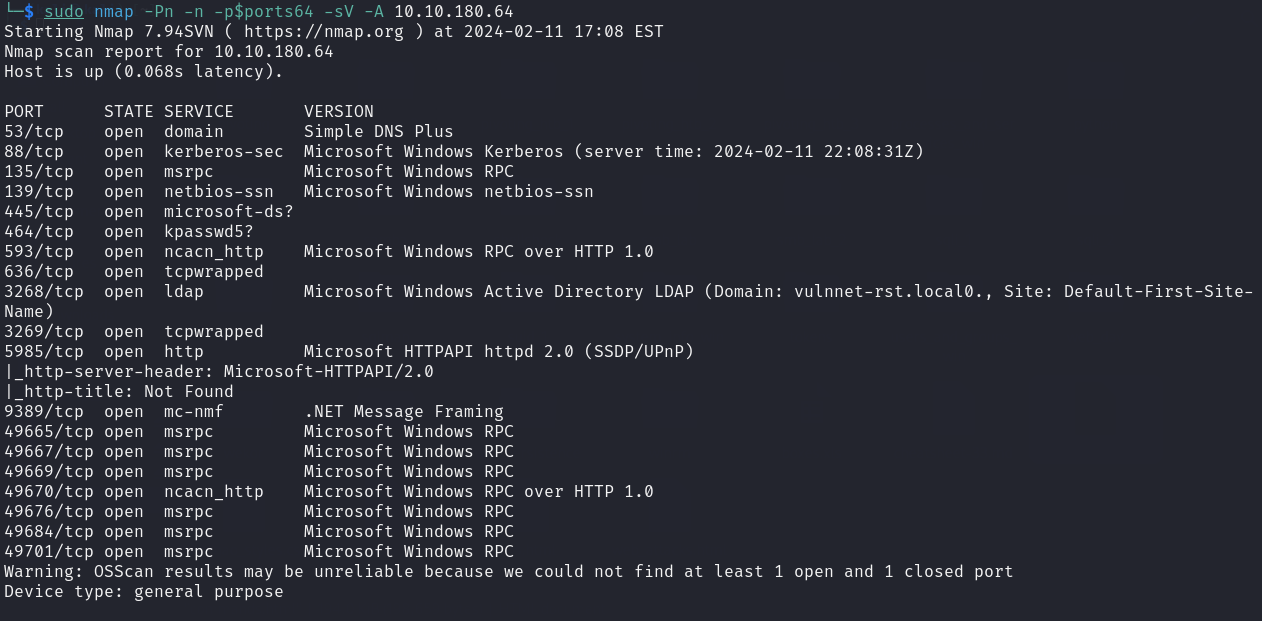 └─$ sudo nmap -Pn -n -p$ports64 -sV -A 10.10.180.64
Starting Nmap 7.94SVN ( https://nmap.org ) at 2024-02-11 17:08 EST
Nmap scan report for 10.10.180.64
Host is up (0.068s latency).
PORT      STATE SERVICE       VERSION
53/tcp    open  domain        Simple DNS Plus
88/tcp    open  kerberos-sec  Microsoft Windows Kerberos (server time: 2024-02-11 22:08:31Z)
135/tcp   open  msrpc         Microsoft Windows RPC
139/tcp   open  netbios-ssn   Microsoft Windows netbios-ssn
445/tcp   open  microsoft-ds?
464/tcp   open  kpasswd5?
593/tcp   open  ncacn_http    Microsoft Windows RPC over HTTP 1.0
636/tcp   open  tcpwrapped
3268/tcp  open  ldap          Microsoft Windows Active Directory LDAP (Domain: vulnnet-rst.local0., Site: Default-First-Site-
Name)
3269/tcp  open  tcpwrapped
5985/tcp  open  http          Microsoft HTTPAPI httpd 2.0 (SSDP/UPnP)
|_http-server-header: Microsoft-HTTPAPI/2.0
|_http-title: Not Found
9389/tcp  open  mc-nmf        .NET Message Framing
49665/tcp open  msrpc         Microsoft Windows RPC
49667/tcp open  msrpc         Microsoft Windows RPC
49669/tcp open  msrpc         Microsoft Windows RPC
49670/tcp open  ncacn_http    Microsoft Windows RPC over HTTP 1.0
49676/tcp open  msrpc         Microsoft Windows RPC
49684/tcp open  msrpc         Microsoft Windows RPC
49701/tcp open  msrpc         Microsoft Windows RPC
Warning: OSScan results may be unreliable because we could not find at least 1 open and 1 closed port
Device type: general purpose